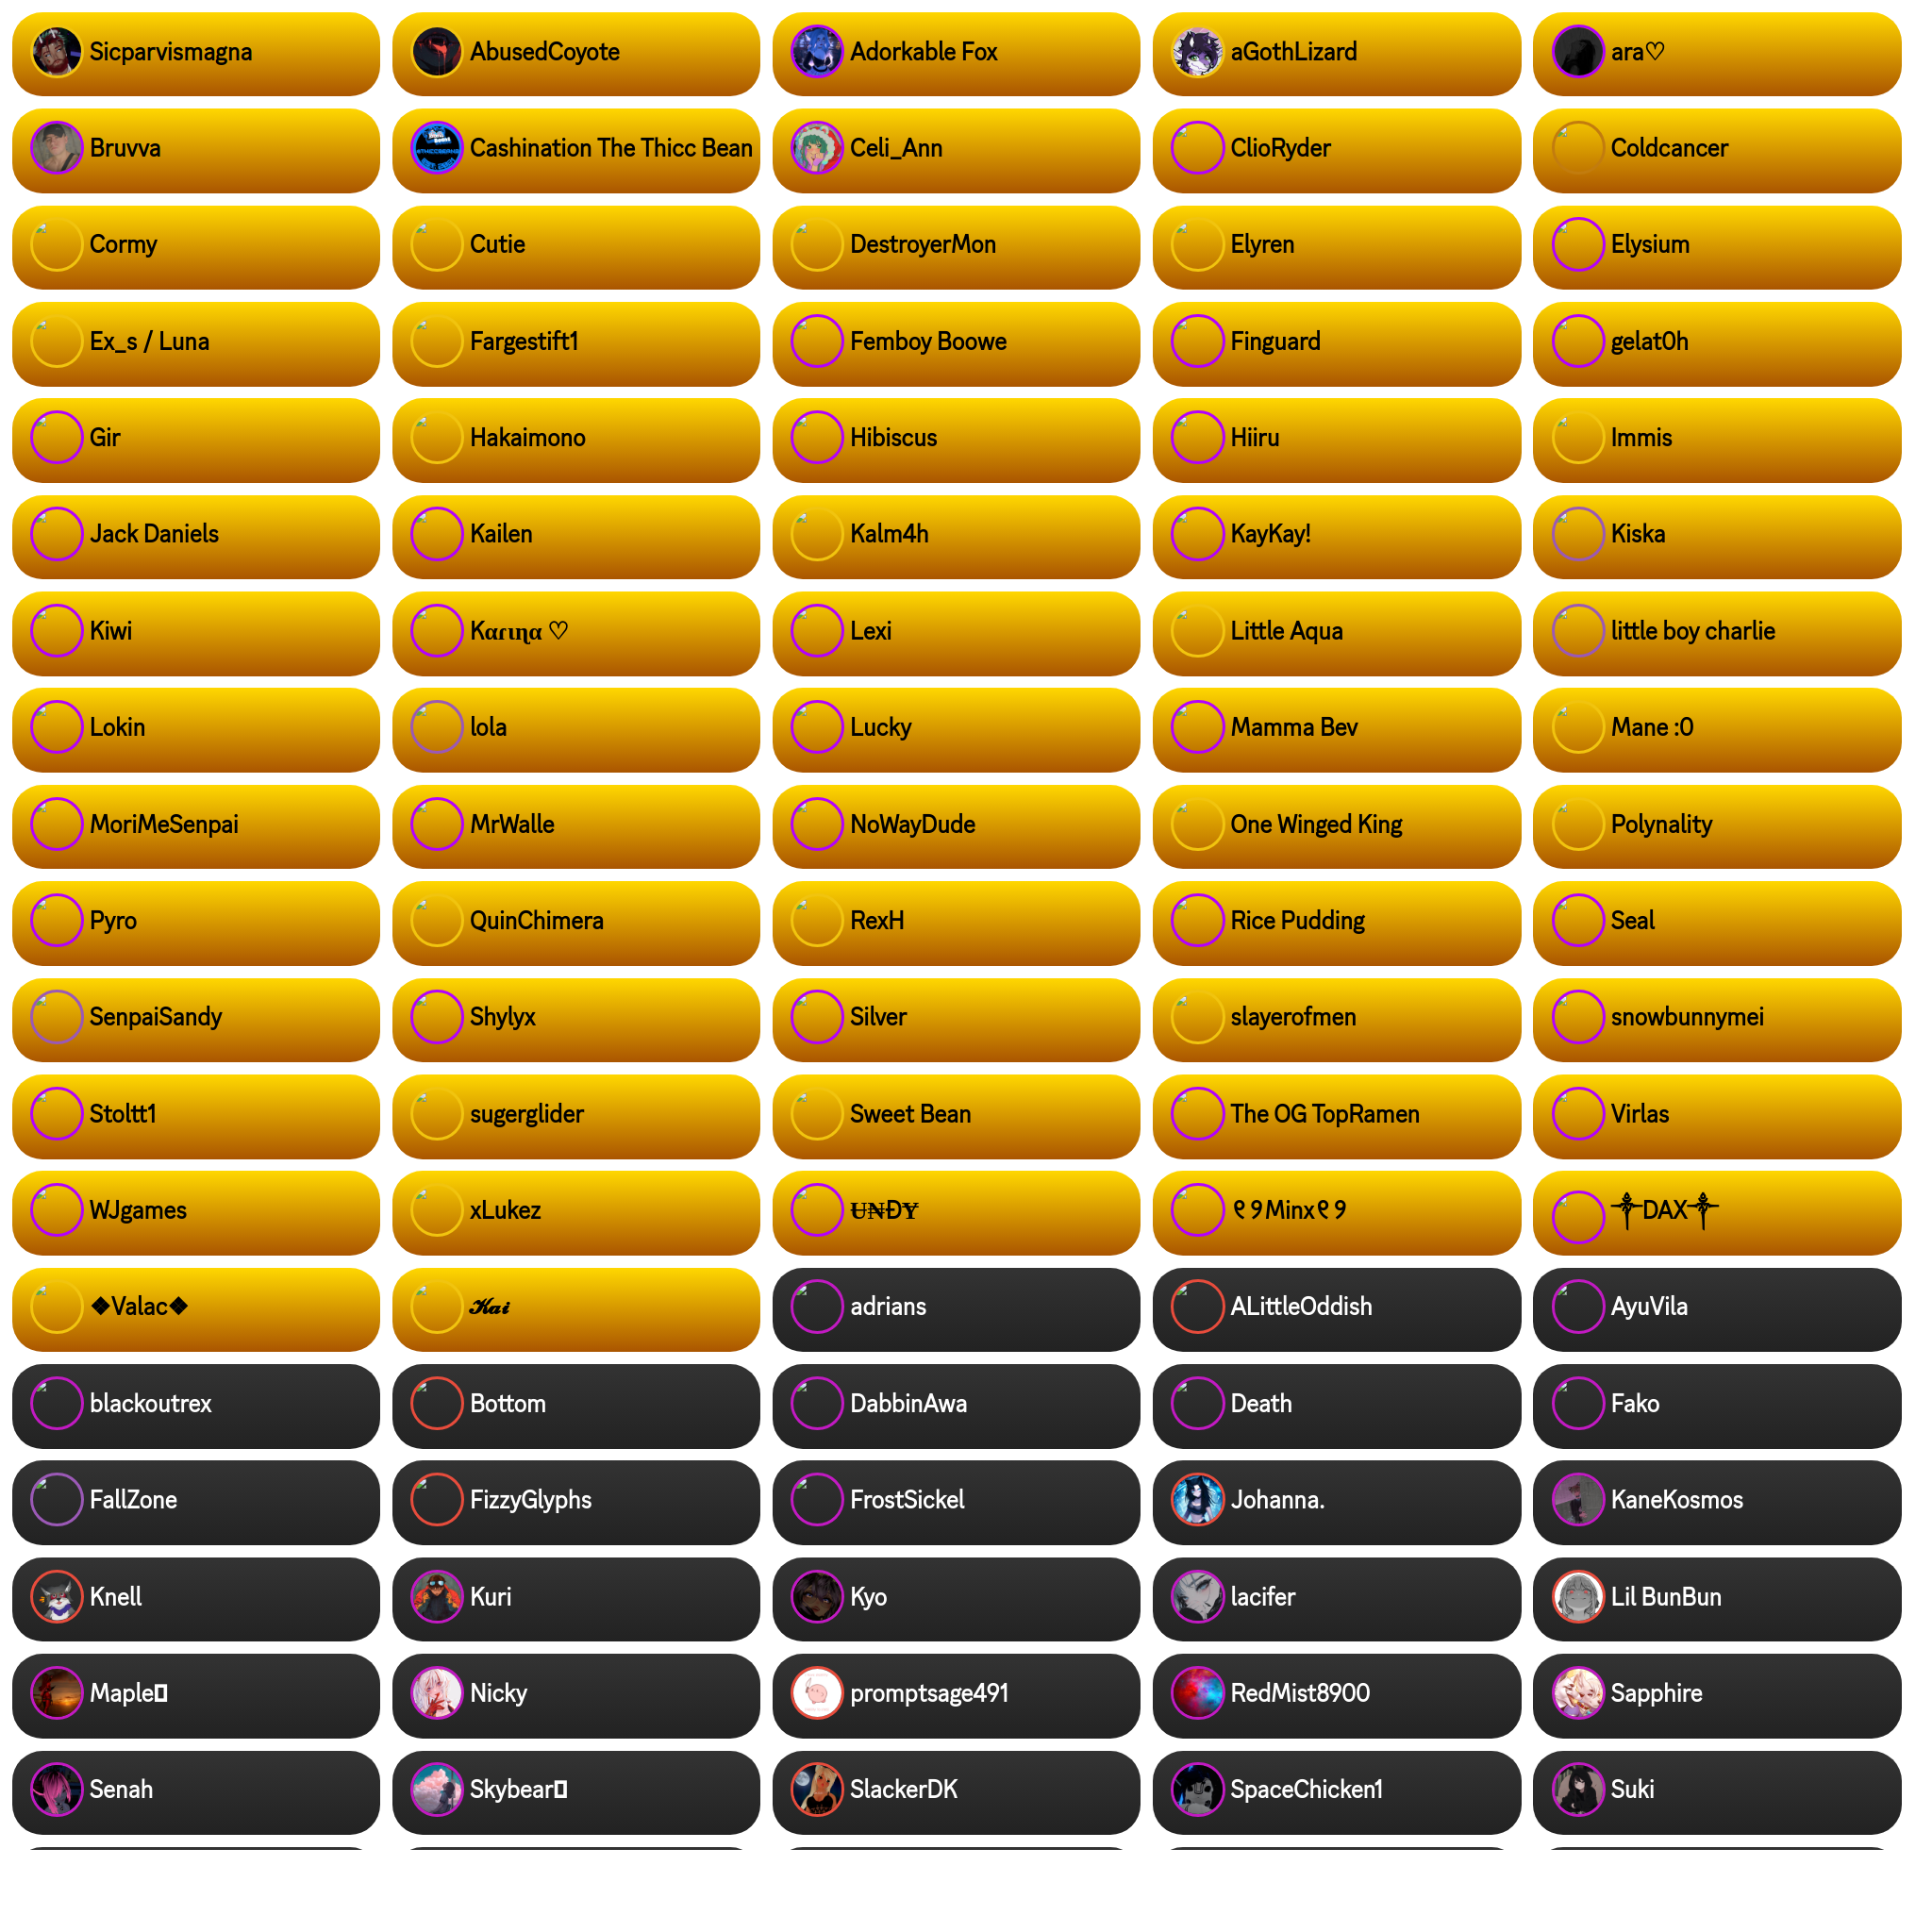 Sicparvismagna
AbusedCoyote
Adorkable Fox
aGothLizard
ara♡
Bruvva
Cashination The Thicc Bean
Celi_Ann
ClioRyder
Coldcancer
Cormy
Cutie
DestroyerMon
Elyren
Elysium
Ex_s / Luna
Fargestift1
Femboy Boowe
Finguard
gelat0h
Gir
Hakaimono
Hibiscus
Hiiru
Immis
Jack Daniels
Kailen
Kalm4h
KayKay!
Kiska
Kiwi
Kαɾιɳα ♡
Lexi
Little Aqua
little boy charlie
Lokin
lola
Lucky
Mamma Bev
Mane :0
MoriMeSenpai
MrWalle
NoWayDude
One Winged King
Polynality
Pyro
QuinChimera
RexH
Rice Pudding
Seal
SenpaiSandy
Shylyx
Silver
slayerofmen
snowbunnymei
Stoltt1
sugerglider
Sweet Bean
The OG TopRamen
Virlas
WJgames
xLukez
Ʉ₦ĐɎ
୧୨Minx୧୨
⚜DAX⚜
❖Valac❖
𝓚𝓪𝓲
adrians
ALittleOddish
AyuVila
blackoutrex
Bottom
DabbinAwa
Death
Fako
FallZone
FizzyGlyphs
FrostSickel
Johanna.
KaneKosmos
Knell
Kuri
Kyo
lacifer
Lil BunBun
Maple
Nicky
promptsage491
RedMist8900
Sapphire
Senah
Skybear
SlackerDK
SpaceChicken1
Suki